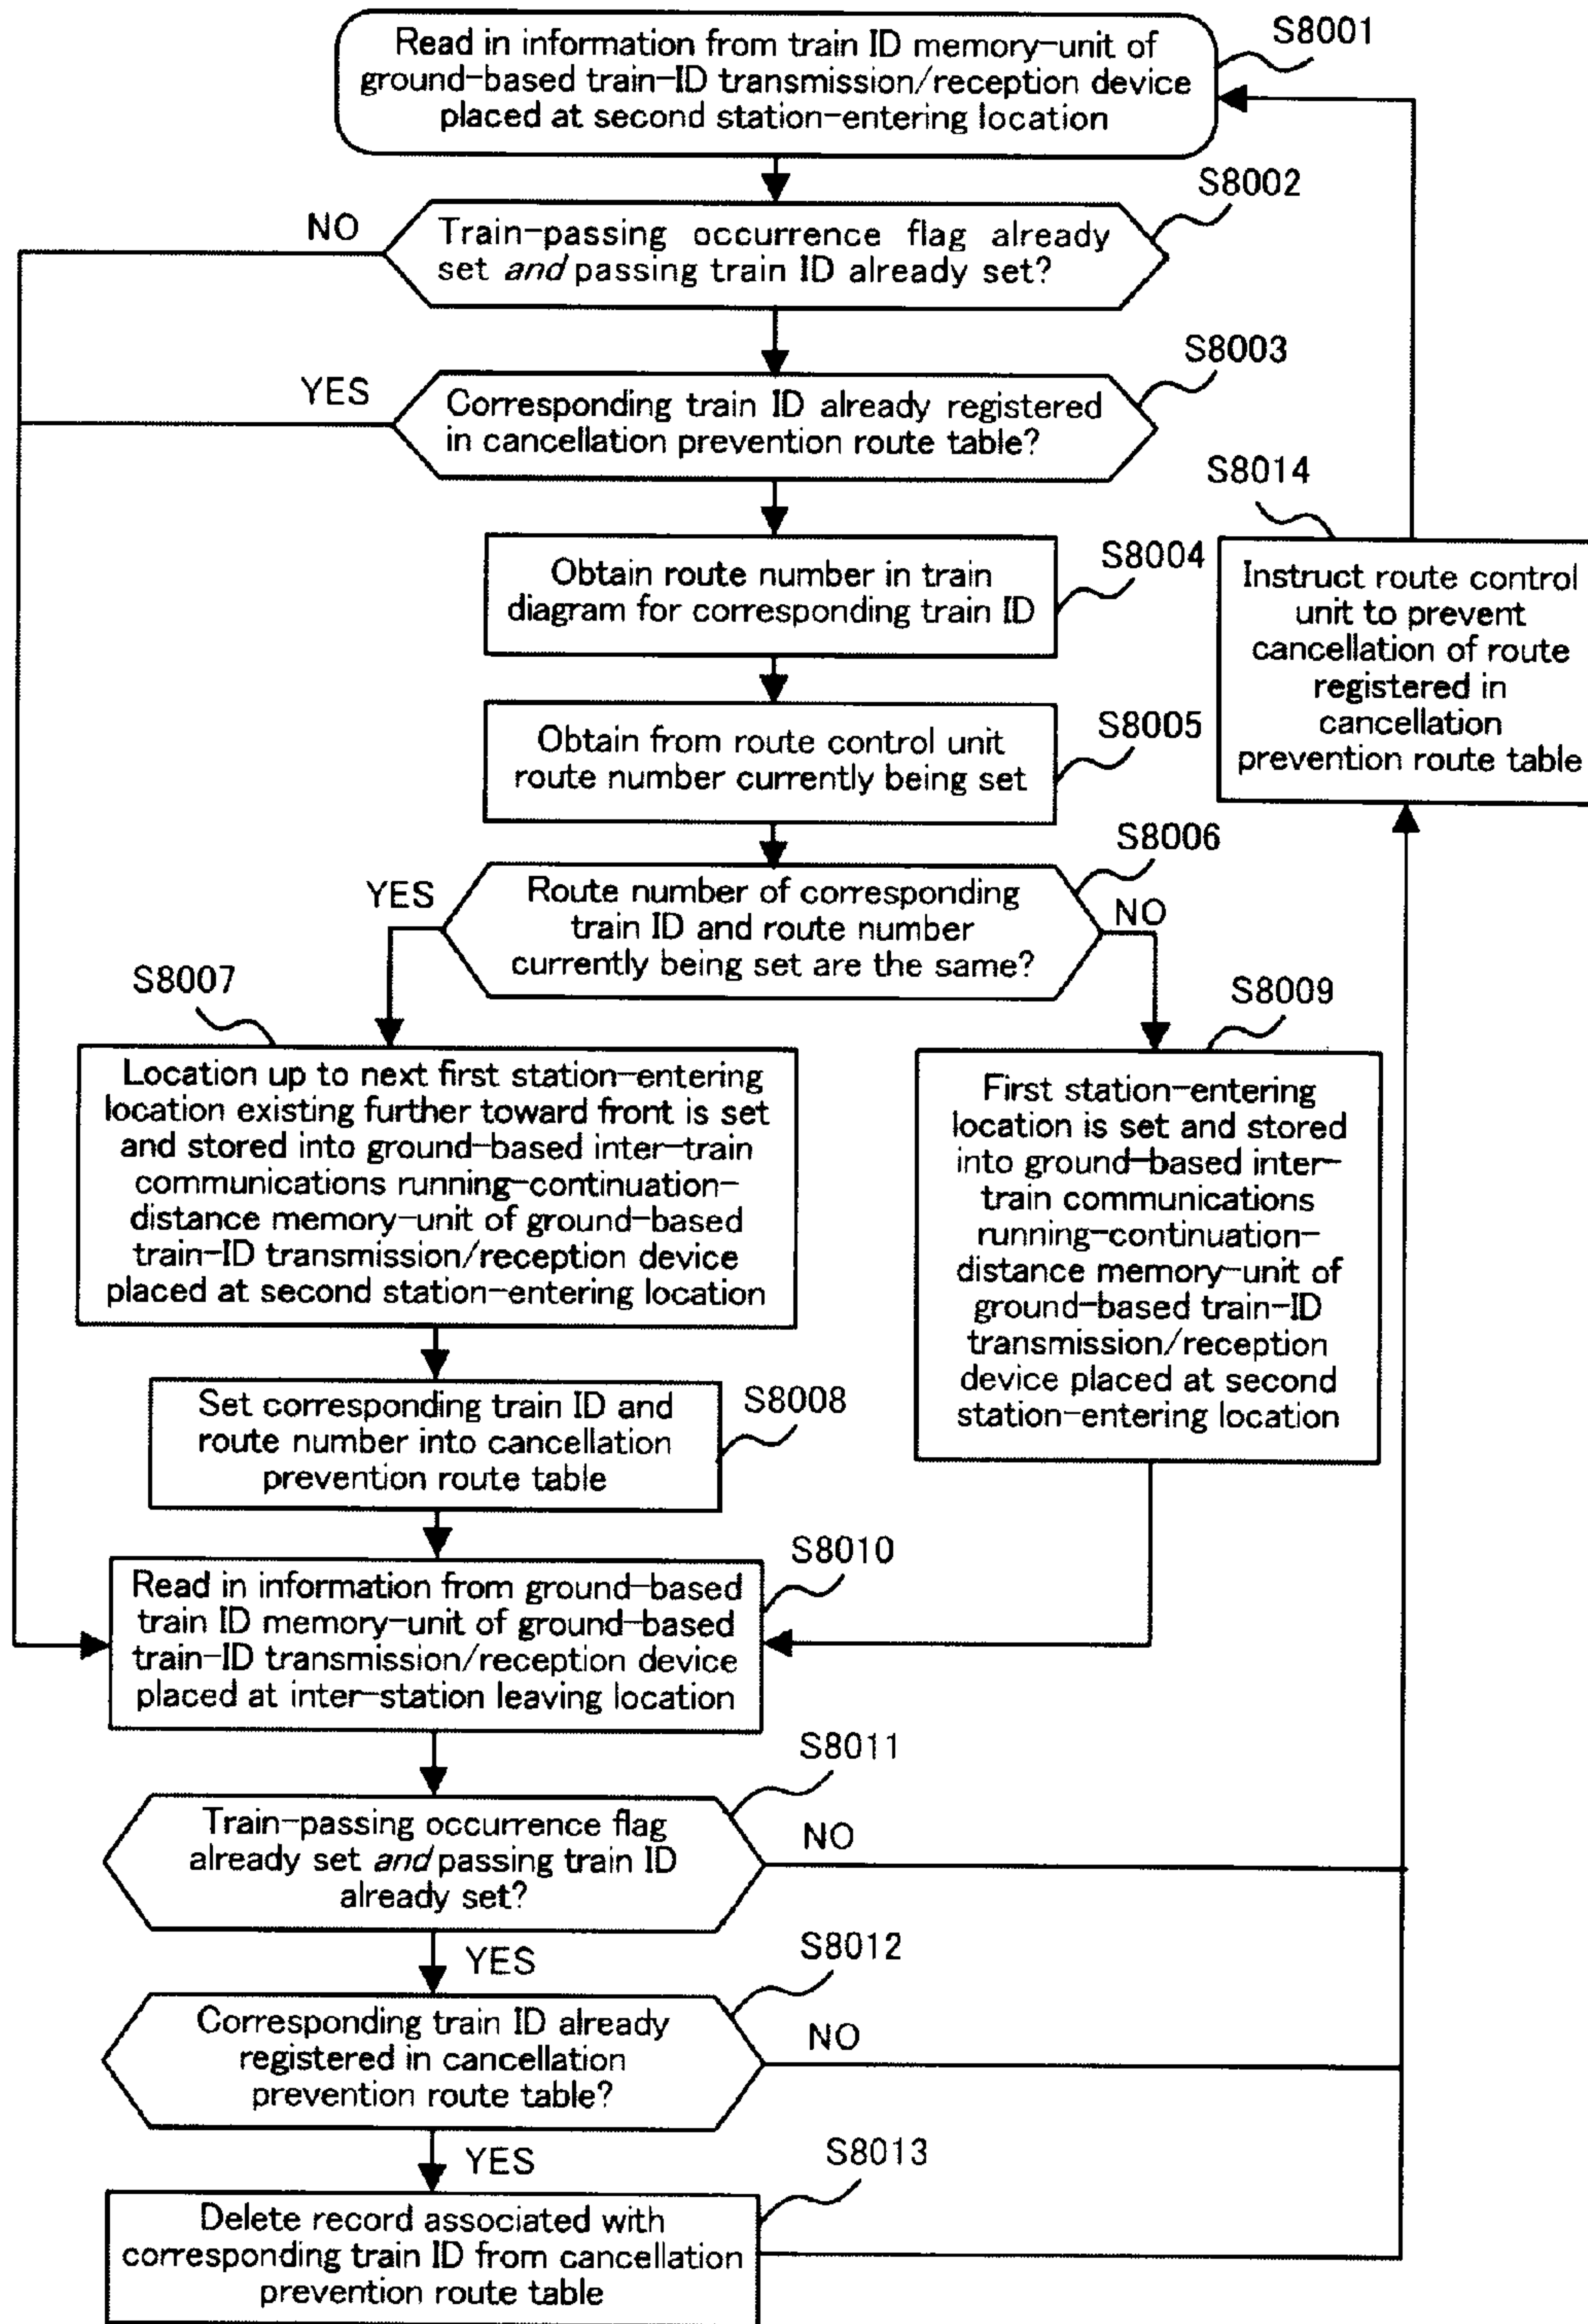 Read in information from train ID memory-unit of
ground-based train-ID transmission/reception device
placed at second station-entering location
S8001
S8002
NO
Train-passing occurrence flag already
set and passing train ID already set?
S8003
YES
Corresponding train ID already registered
in cancellation prevention route table?
S8014
Instruct route control
unit to prevent
cancellation of route
registered in
cancellation
prevention route table
S8004
Obtain route number in train
diagram for corresponding train ID
S8005
Obtain from route control unit
route number currently being set
S8006
YES
Route number of corresponding
train ID and route number
currently being set are the same?
NO
S8007
Location up to next first station-entering
location existing further toward front is set
and stored into ground-based inter-train
communications running-continuation-
distance memory-unit of ground-based
train-ID transmission/reception device
placed at second station-entering location
S8009
First station-entering
location is set and stored
into ground-based inter-
train communications
running-continuation-
distance memory-unit of
ground-based train-ID
transmission/reception
device placed at second
station-entering location
S8008
Set corresponding train ID and
route number into cancellation
prevention route table
S8010
Read in information from ground-based
train ID memory-unit of ground-based
train-ID transmission/reception device
placed at inter-station leaving location
S8011
Train-passing occurrence flag
already set and passing train ID
already set?
NO
YES
S8012
Corresponding train ID already
registered in cancellation
prevention route table?
NO
YES
S8013
Delete record associated with
corresponding train ID from cancellation
prevention route table